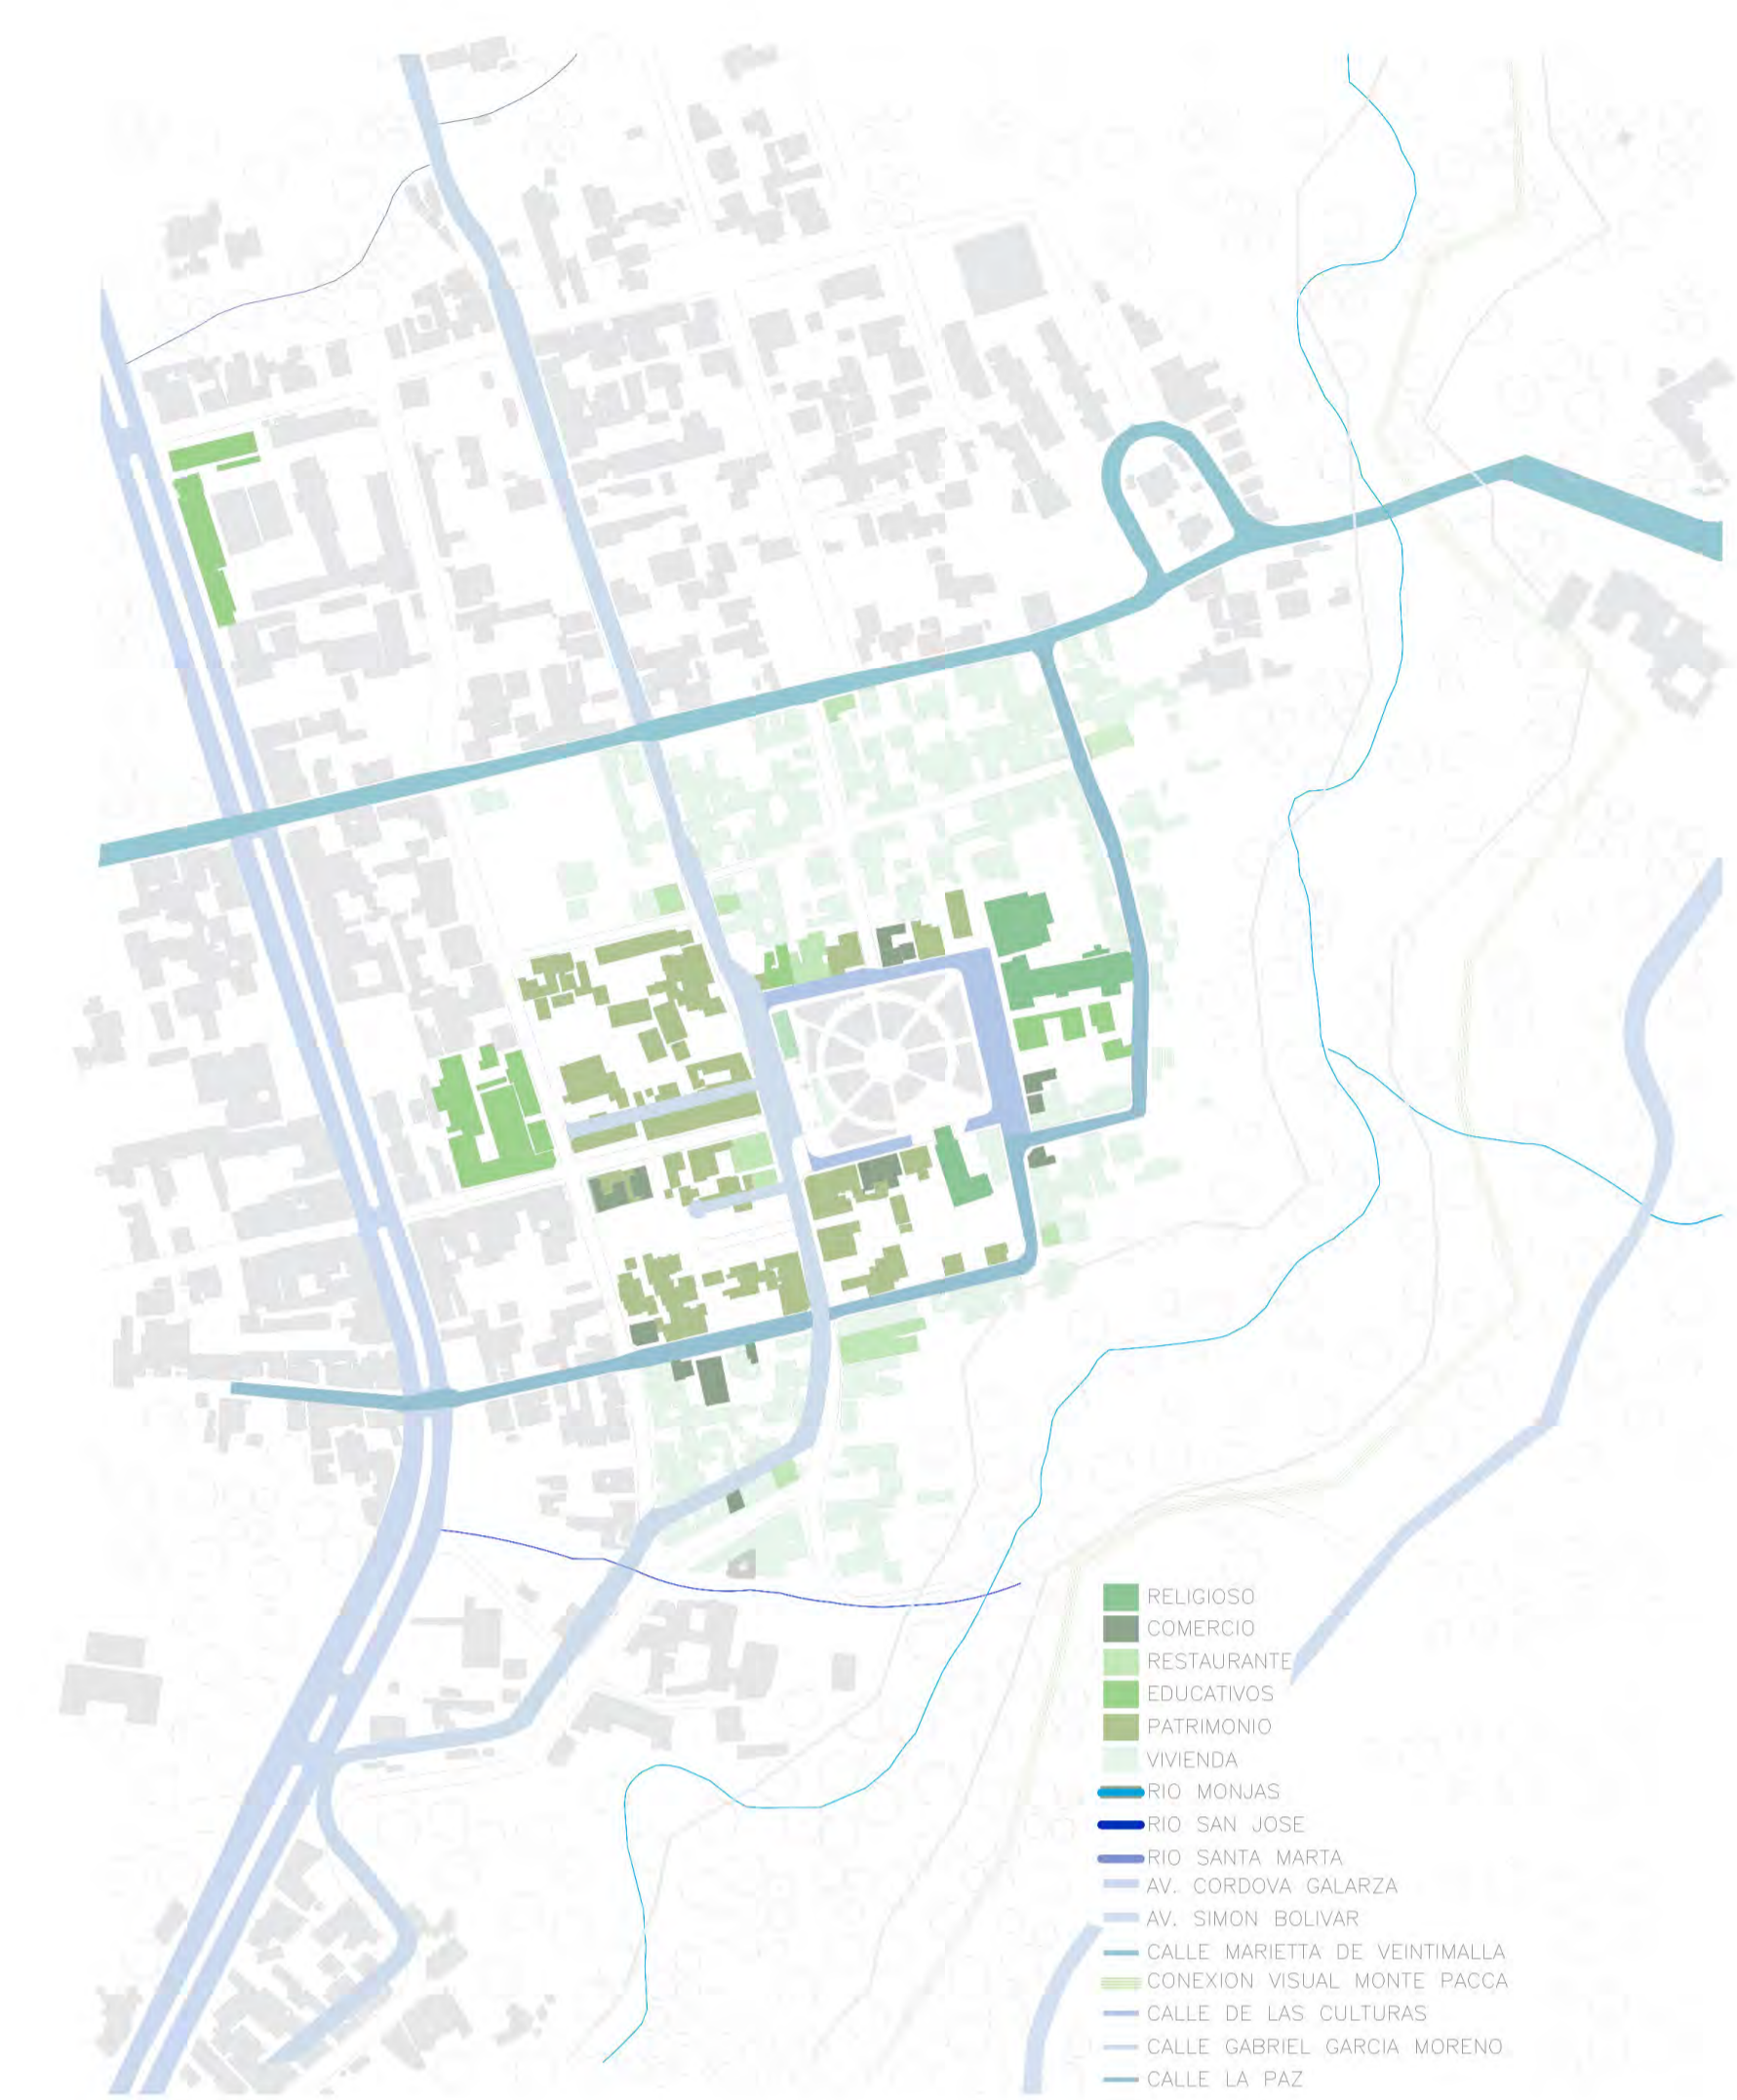 RELIGIOSO
COMERCIO
RESTAURANTE
EDUCATIVOS
PATRIMONIO
VIVIENDA
RIO MONJAS
RIO SAN JOSE
RIO SANTA MARTA
AV. CORDOVA GALARZA
AV. SIMON BOLIVAR
CALLE MARIETTA DE VEINTIMALLA
CONEXION VISUAL MONTE PACCA
CALLE DE LAS CULTURAS
CALLE GABRIEL GARCIA MORENO
CALLE LA PAZ